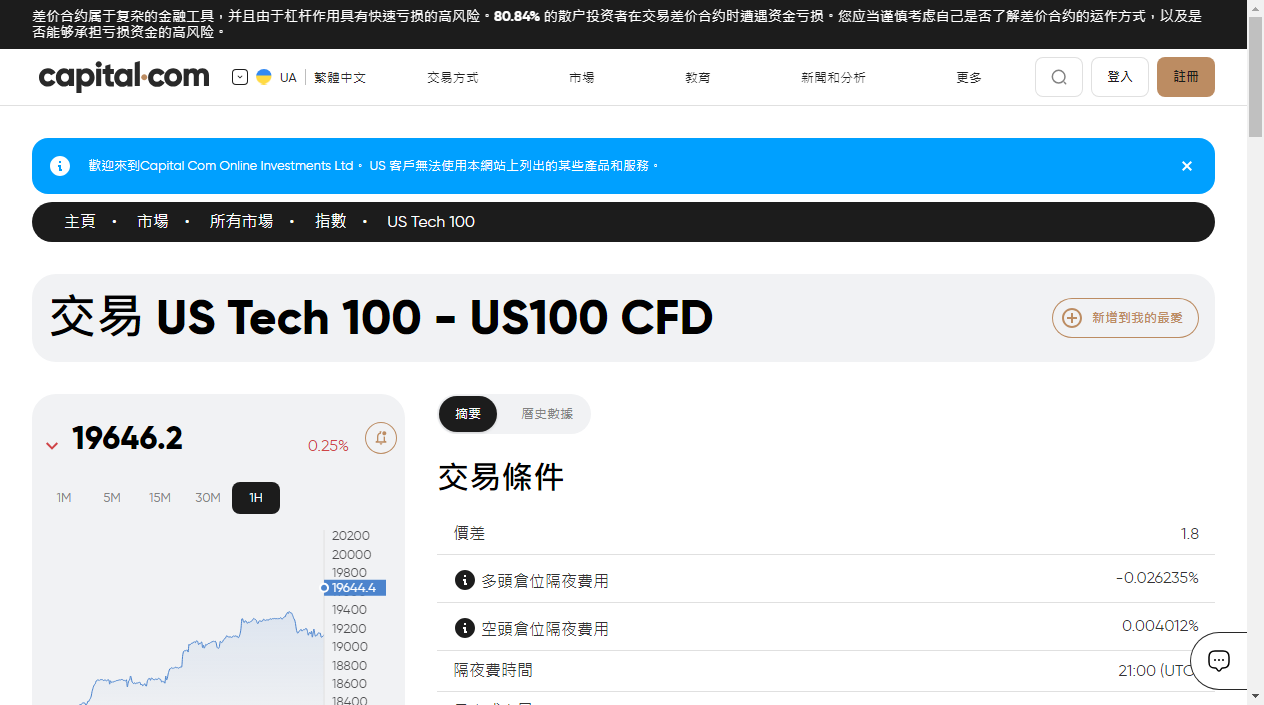 差价合约属于复杂的金融工具，并且由于杠杆作用具有快速亏损的高风险。80.84% 的散户投资者在交易差价合约时遭遇资金亏损。您应当谨慎考虑自己是否了解差价合约的运作方式，以及是
否能够承担亏损资金的高风险。
capital.com
UA 繁體中文 交易方式 市場 教育 新聞和分析 更多 登入 註冊
歡迎來到Capital Com Online Investments Ltd。 US 客戶無法使用本網站上列出的某些產品和服務。
主頁 • 市場 • 所有市場 • 指數 • US Tech 100
交易 US Tech 100 - US100 CFD
新增到我的最愛
19646.2
0.25%
1M 5M 15M 30M 1H
20200
20000
19800
19644.4
19400
19200
19000
18800
18600
18400
摘要 曆史數據
交易條件
價差 1.8
多頭倉位隔夜費用 -0.026235%
空頭倉位隔夜費用 0.004012%
隔夜費時間 21:00 (UTC